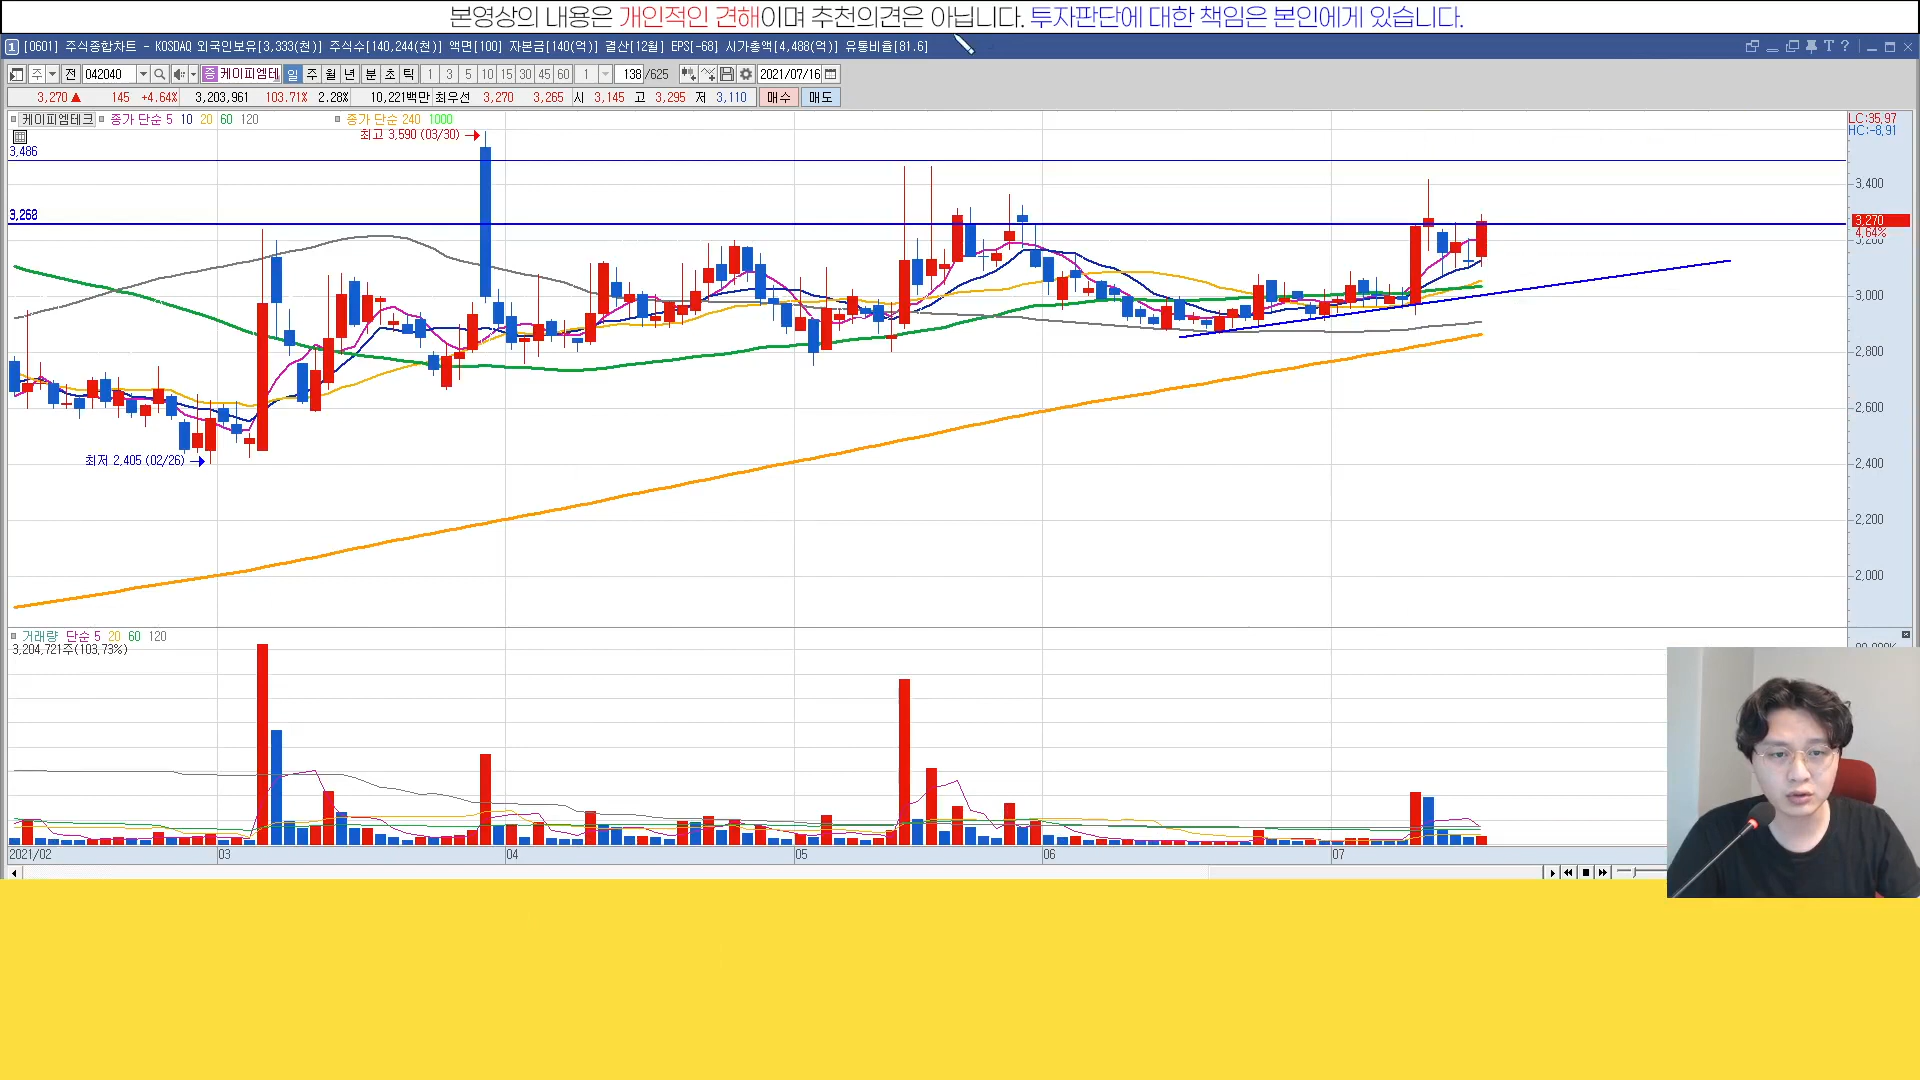 본영상의 내용은 개인적인 견해이며 추천의견은 아닙니다. 투자판단에 대한 책임은 본인에게 있습니다.
1 [0601] 주식종합차트 - KOSDAQ 외국인보유[3,333(천)] 주식수[140,244(천)] 액면[100] 자본금[140(억)] 결산[12월] EPS[-68] 시가총액[4,488(억)] 유통비율[81.6] T ?
주 전 042040 증 케이피엠테 일 주 월 년 분 초 틱 1 3 5 10 15 30 45 60 1 138 /625 2021/07/16
3,270 ▲ 145 +4.64% 3,203,961 103.71% 2.28% 10,221백만 최우선 3,270 3,265 시 3,145 고 3,295 저 3,110 매수 매도
케이피엠테크 종가 단순 5 10 20 60 120 종가 단순 240 1000
LC:35,97
HC:-8,91
최고 3,590 (03/30)
3,486
3,400
3,268
3,270
4,64%
3,200
3,000
2,800
2,600
최저 2,405 (02/26)
2,400
2,200
2,000
거래량 단순 5 20 60 120
3,204,721주(103,73%)
2021/02 03 04 05 06 07